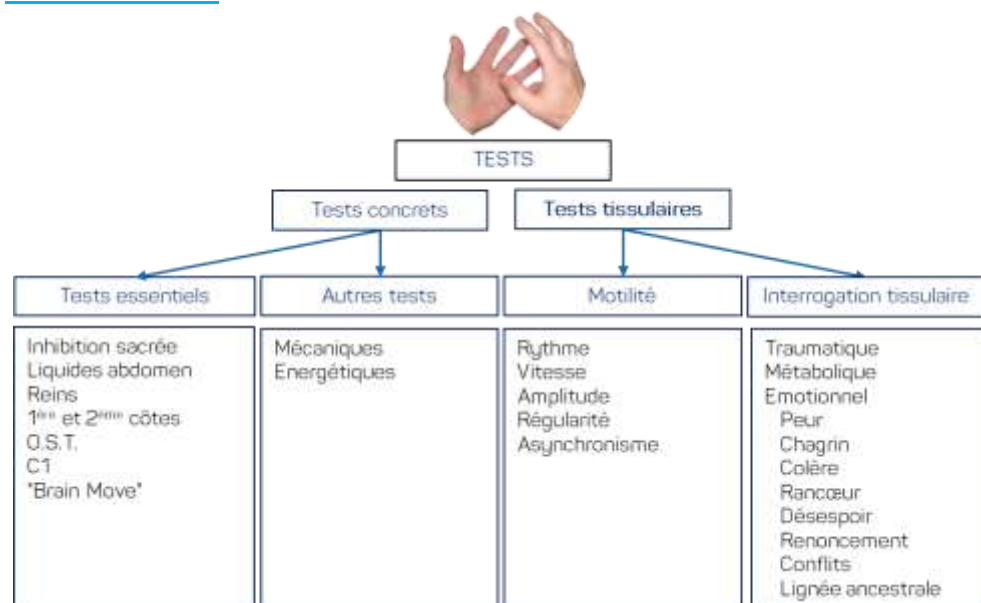 TESTS
Tests concrets
Tests tissulaires
Tests essentiels
Autres tests
Motilité
Interrogation tissulaire
Inhibition sacrée
Liquides abdomen
Reins
1ère et 2ème côtes
O.S.T.
C1
"Brain Move"
Mécaniques
Energétiques
Rythme
Vitesse
Amplitude
Régularité
Asynchronisme
Traumatique
Métabolique
Emotionnel
Peur
Chagrin
Colère
Rancœur
Désespoir
Renoncement
Conflits
Lignée ancestrale